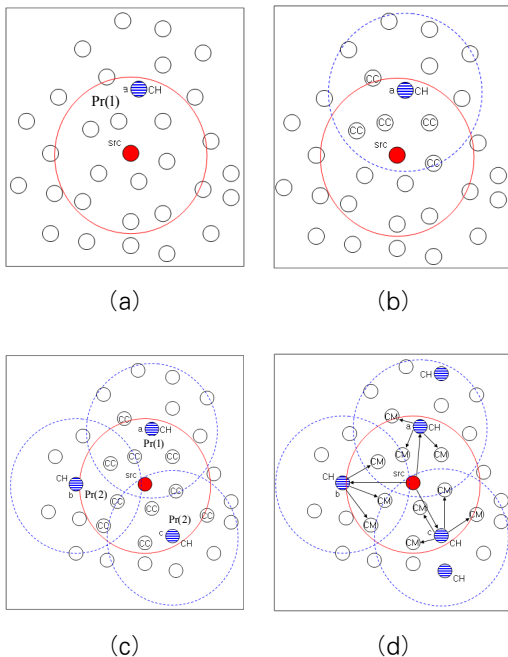 a CH
Pr(1)
src
(a)
CC
a CH
CC CC CC
src
CC
(b)
CC
a CH
Pr(1)
CC CC CC
src
CH
b Pr(2) CC
CC CC
Pr(2) CC
CC
c CH
CC
(c)
CH
CM
a CH
CM CM
CM
src
CH
b CM
CM CM
CM
CM
c CH
CM
CH
(d)